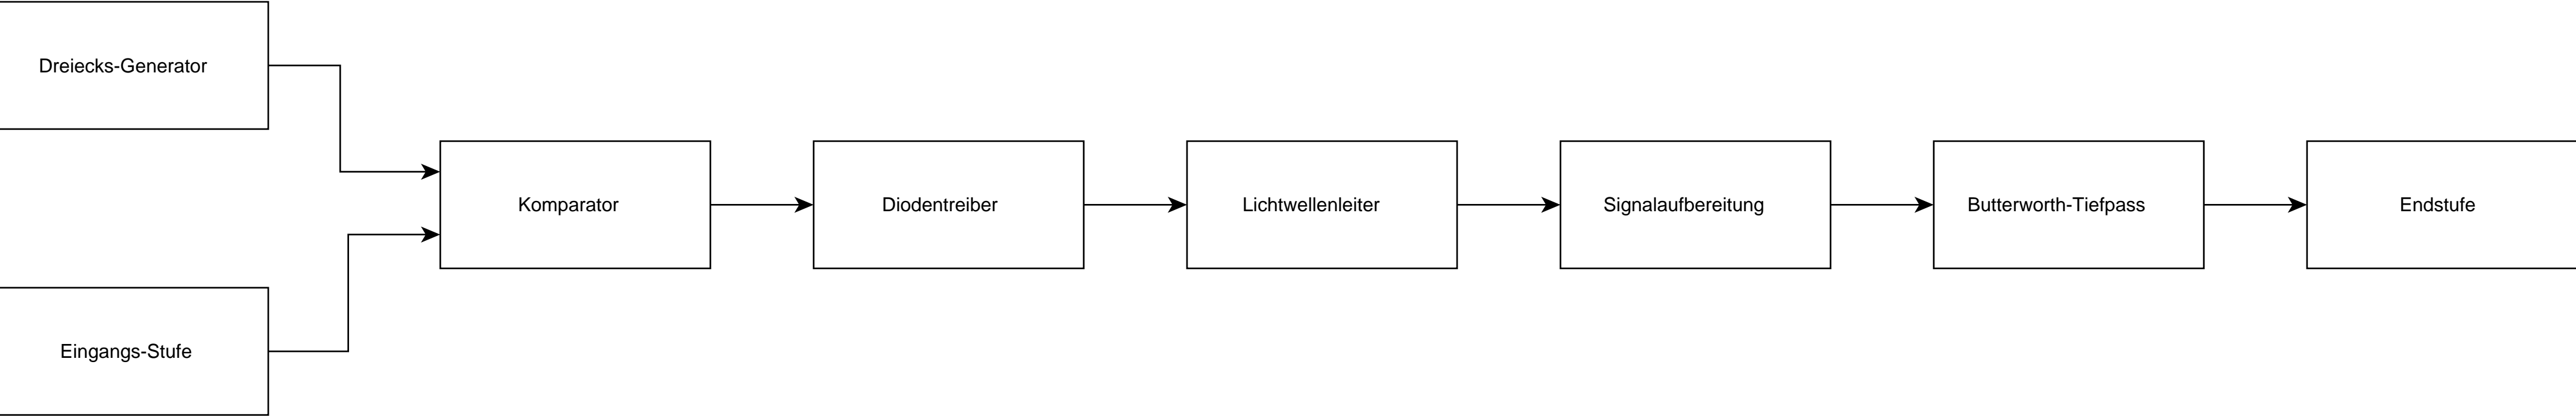 Dreiecks-Generator
Eingangs-Stufe
Komparator
Diodentreiber
Lichtwellenleiter
Signalaufbereitung
Butterworth-Tiefpass
Endstufe